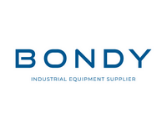 BONDY
INDUSTRIAL EQUIPMENT SUPPLIER